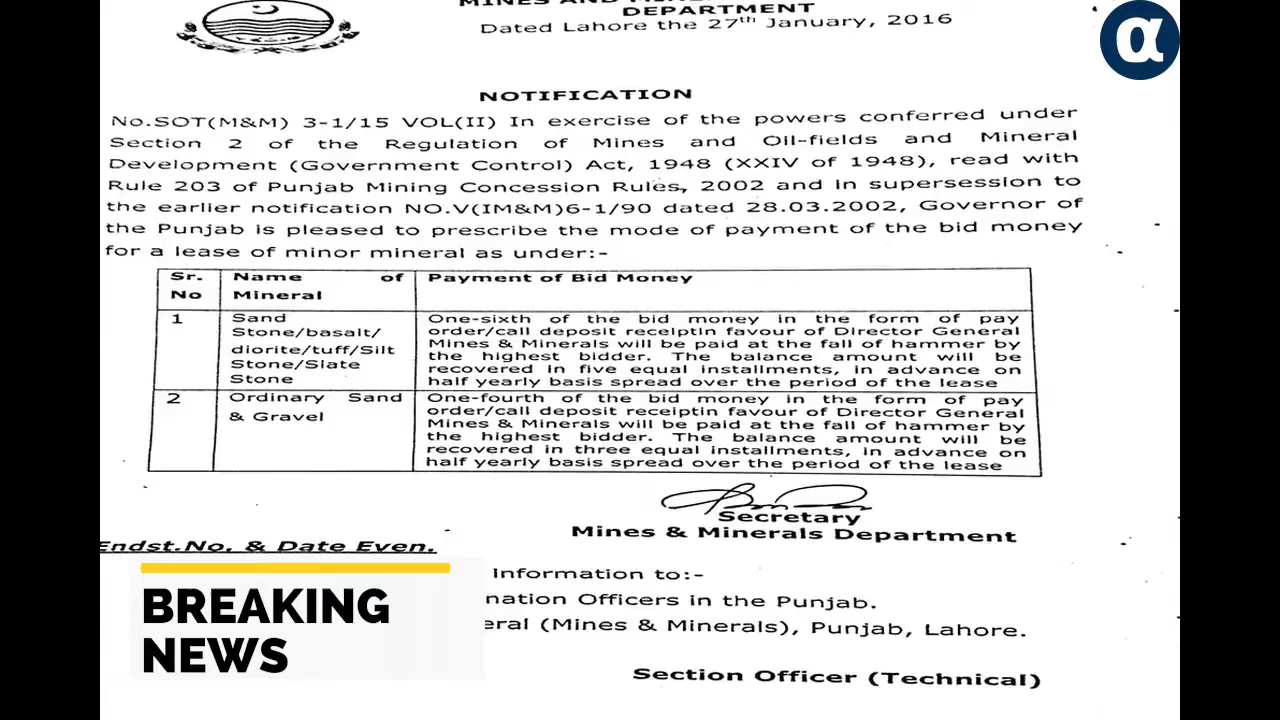 DEPARTMENT
Dated Lahore the 27th January, 2016
α
NOTIFICATION
No.SOT(M&M) 3-1/15 VOL(II) In exercise of the powers conferred under
Section 2 of the Regulation of Mines and Oil-fields and Mineral
Development (Government Control) Act, 1948 (XXIV of 1948), read with
Rule 203 of Punjab Mining Concession Rules, 2002 and in supersession to
the earlier notification NO.V(IM&M)6-1/90 dated 28.03.2002, Governor of
the Punjab is pleased to prescribe the mode of payment of the bid money
for a lease of minor mineral as under:-
Sr. No
Name of Mineral
Payment of Bid Money
1
Sand
Stone/basalt/
diorite/tuff/Silt
Stone/Slate
Stone
One-sixth of the bid money in the form of pay
order/call deposit receiptin favour of Director General
Mines & Minerals will be paid at the fall of hammer by
the highest bidder. The balance amount will be
recovered in five equal installments, in advance on
half yearly basis spread over the period of the lease
2
Ordinary Sand
& Gravel
One-fourth of the bid money in the form of pay
order/call deposit receiptin favour of Director General
Mines & Minerals will be paid at the fall of hammer by
the highest bidder. The balance amount will be
recovered in three equal installments, in advance on
half yearly basis spread over the period of the lease
Secretary
Mines & Minerals Department
Endst.No. & Date Even.
Information to:-
nation Officers in the Punjab.
eral (Mines & Minerals), Punjab, Lahore.
Section Officer (Technical)
BREAKING
NEWS